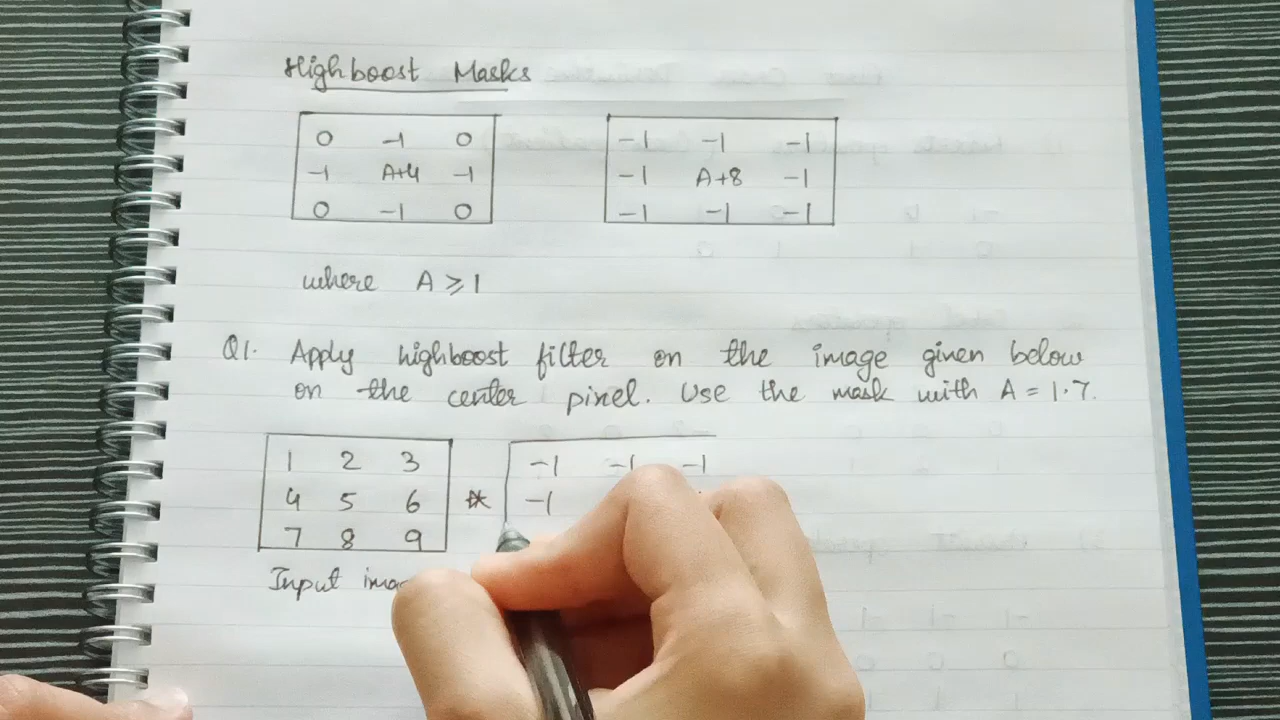 Highboost Masks
0 -1 0 -1 -1 -1
-1 A+4 -1 -1 A+8 -1
0 -1 0 -1 -1 -1
where A ⩾ 1
Q1. Apply highboost filter on the image given below
on the center pixel. Use the mask with A = 1.7.
1 2 3 -1 -1 -1
4 5 6 * -1
7 8 9
Input